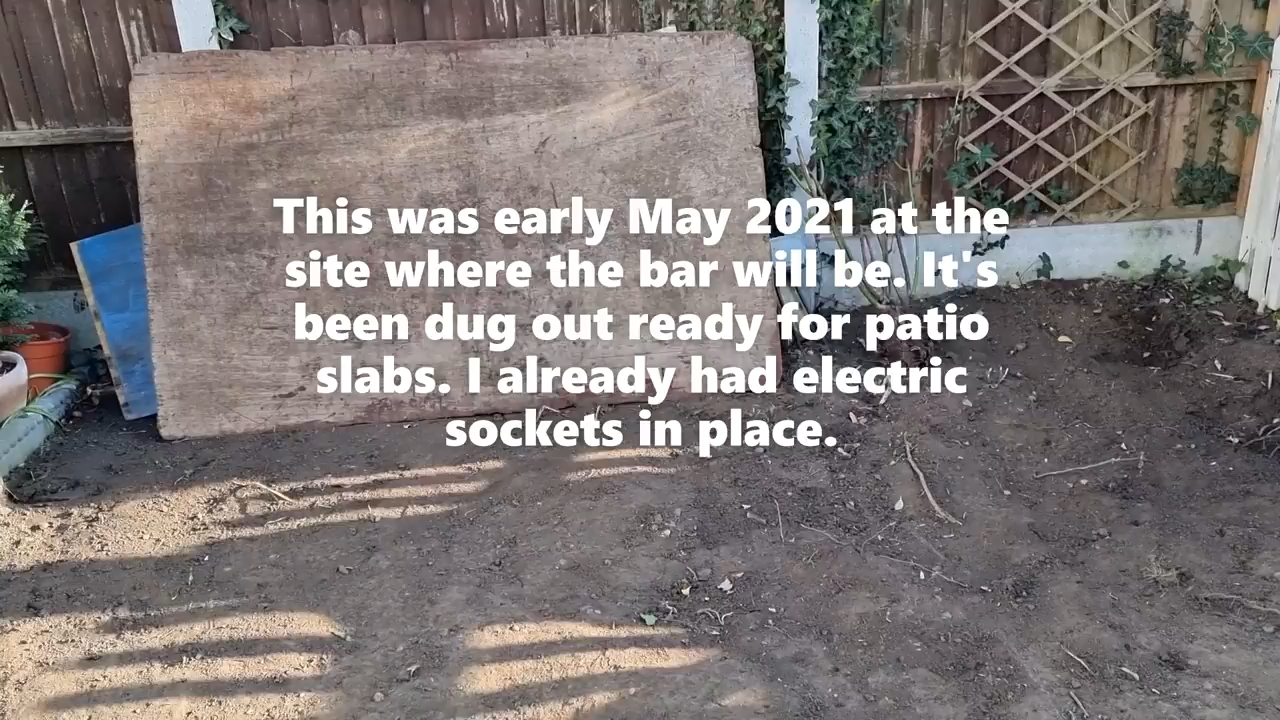 This was early May 2021 at the
site where the bar will be. It's
been dug out ready for patio
slabs. I already had electric
sockets in place.